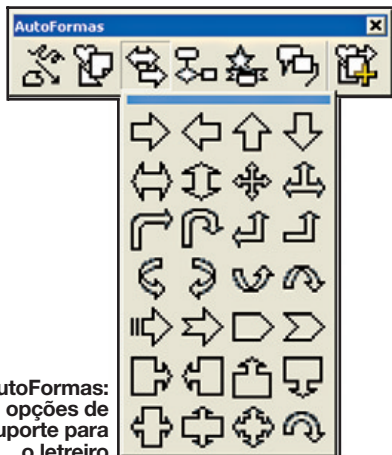 AutoFormas
utoFormas:
opções de
uporte para
o letreiro